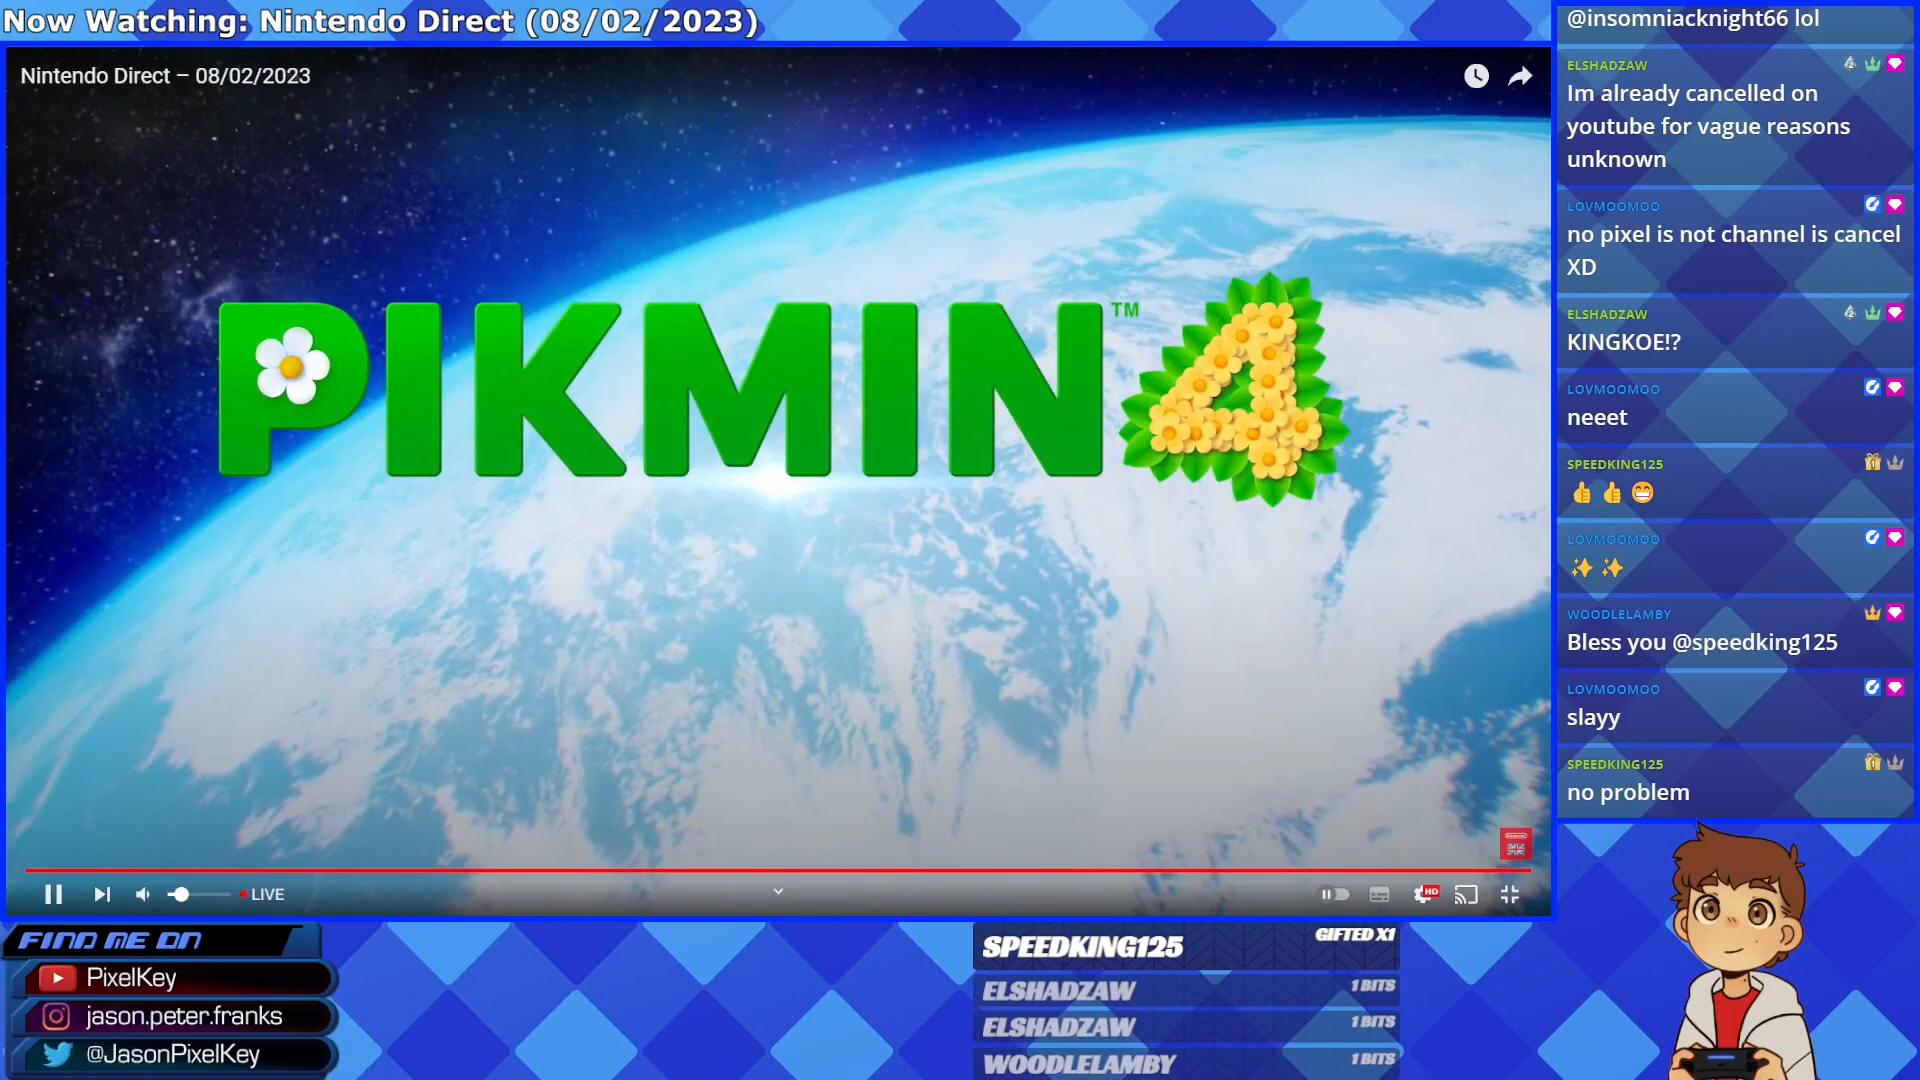 Now Watching: Nintendo Direct (08/02/2023)
Nintendo Direct – 08/02/2023
PIKMIN™ 4
LIVE
HD
@insomniacknight66 lol
ELSHADZAW
Im already cancelled on
youtube for vague reasons
unknown
LOVMOOMOO
no pixel is not channel is cancel
XD
ELSHADZAW
KINGKOE!?
LOVMOOMOO
neeet
SPEEDKING125
👍 👍 😁
LOVMOOMOO
✨ ✨
WOODLELAMBY
Bless you @speedking125
LOVMOOMOO
slayy
SPEEDKING125
no problem
FIND ME ON
PixelKey
jason.peter.franks
@JasonPixelKey
SPEEDKING125 GIFTED X1
ELSHADZAW 1 BITS
ELSHADZAW 1 BITS
WOODLELAMBY 1 BITS